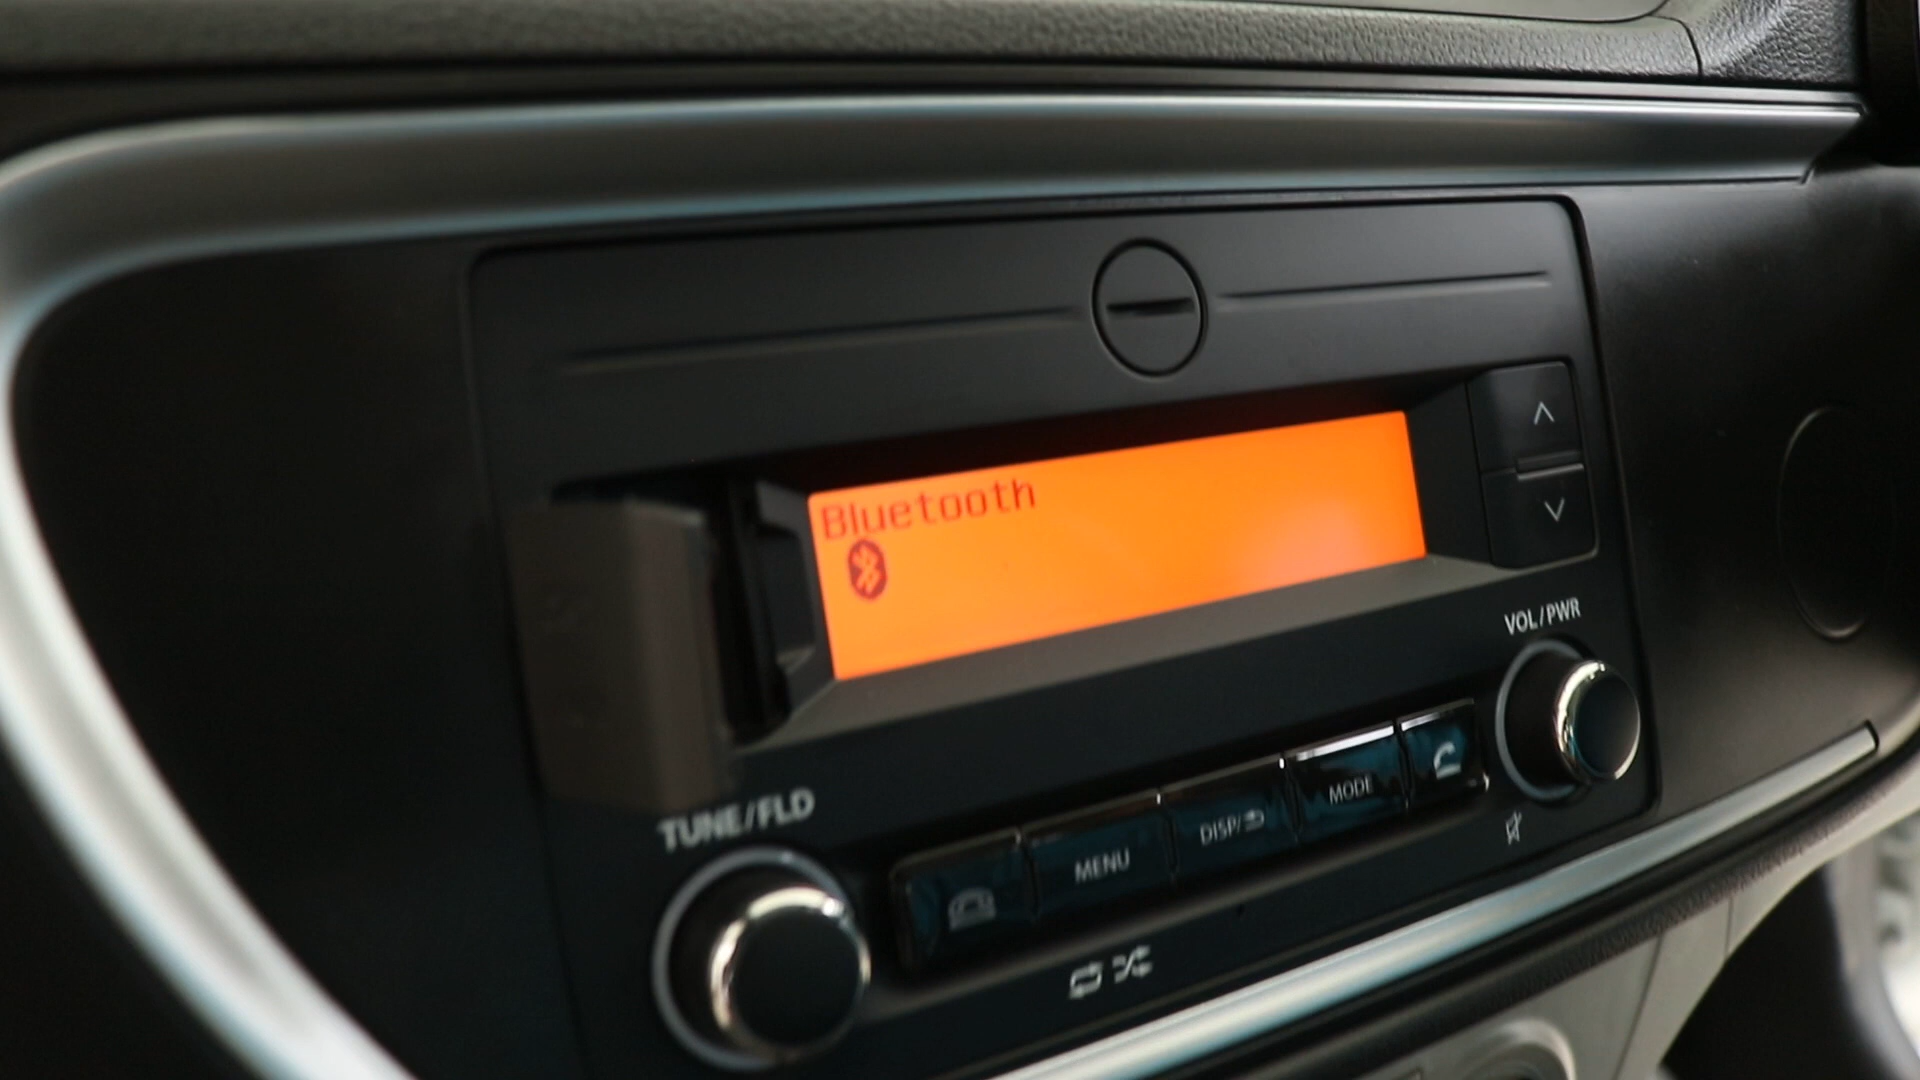 Bluetooth
VOL/PWR
TUNE/FLD
MENU
DISP/
MODE